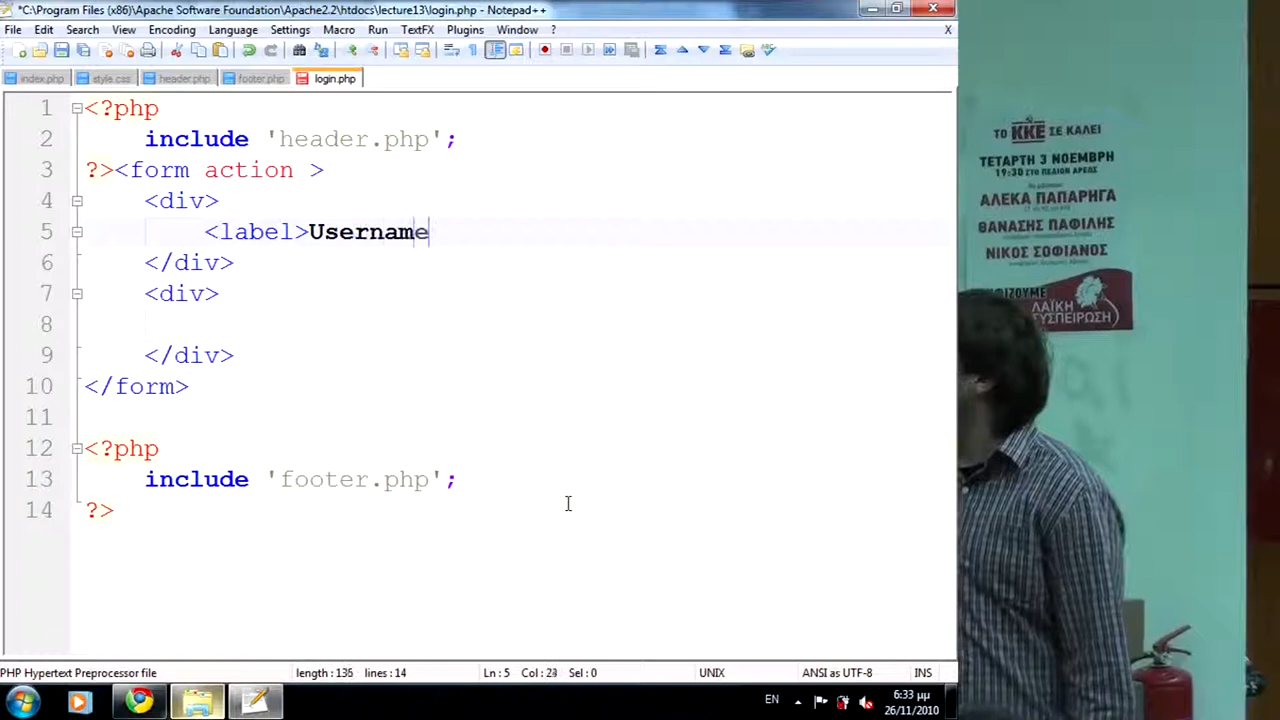 *C:\Program Files (x86)\Apache Software Foundation\Apache2.2\htdocs\lecture13\login.php - Notepad++
File Edit Search View Encoding Language Settings Macro Run TextFX Plugins Window ? X
index.php style.css header.php footer.php login.php
1 <?php
2 include 'header.php';
3 ?><form action >
4 <div>
5 <label>Username
6 </div>
7 <div>
8
9 </div>
10 </form>
11
12 <?php
13 include 'footer.php';
14 ?>
PHP Hypertext Preprocessor file length : 135 lines : 14 Ln : 5 Col : 23 Sel : 0 UNIX ANSI as UTF-8 INS
EN 6:33 μμ
26/11/2010
ΤΟ ΚΚΕ ΣΕ ΚΑΛΕΙ
ΤΕΤΑΡΤΗ 3 ΝΟΕΜΒΡΗ
19:30 ΣΤΟ ΠΕΔΙΟΝ ΑΡΕΩΣ
ΑΛΕΚΑ ΠΑΠΑΡΗΓΑ
ΘΑΝΑΣΗΣ ΠΑΦΙΛΗΣ
ΝΙΚΟΣ ΣΟΦΙΑΝΟΣ
ΛΑΪΚΗ